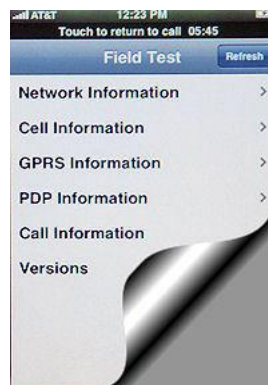 AT&T 12:23 PM
Touch to return to call 05:45
Field Test Refresh
Network Information
Cell Information
GPRS Information
PDP Information
Call Information
Versions